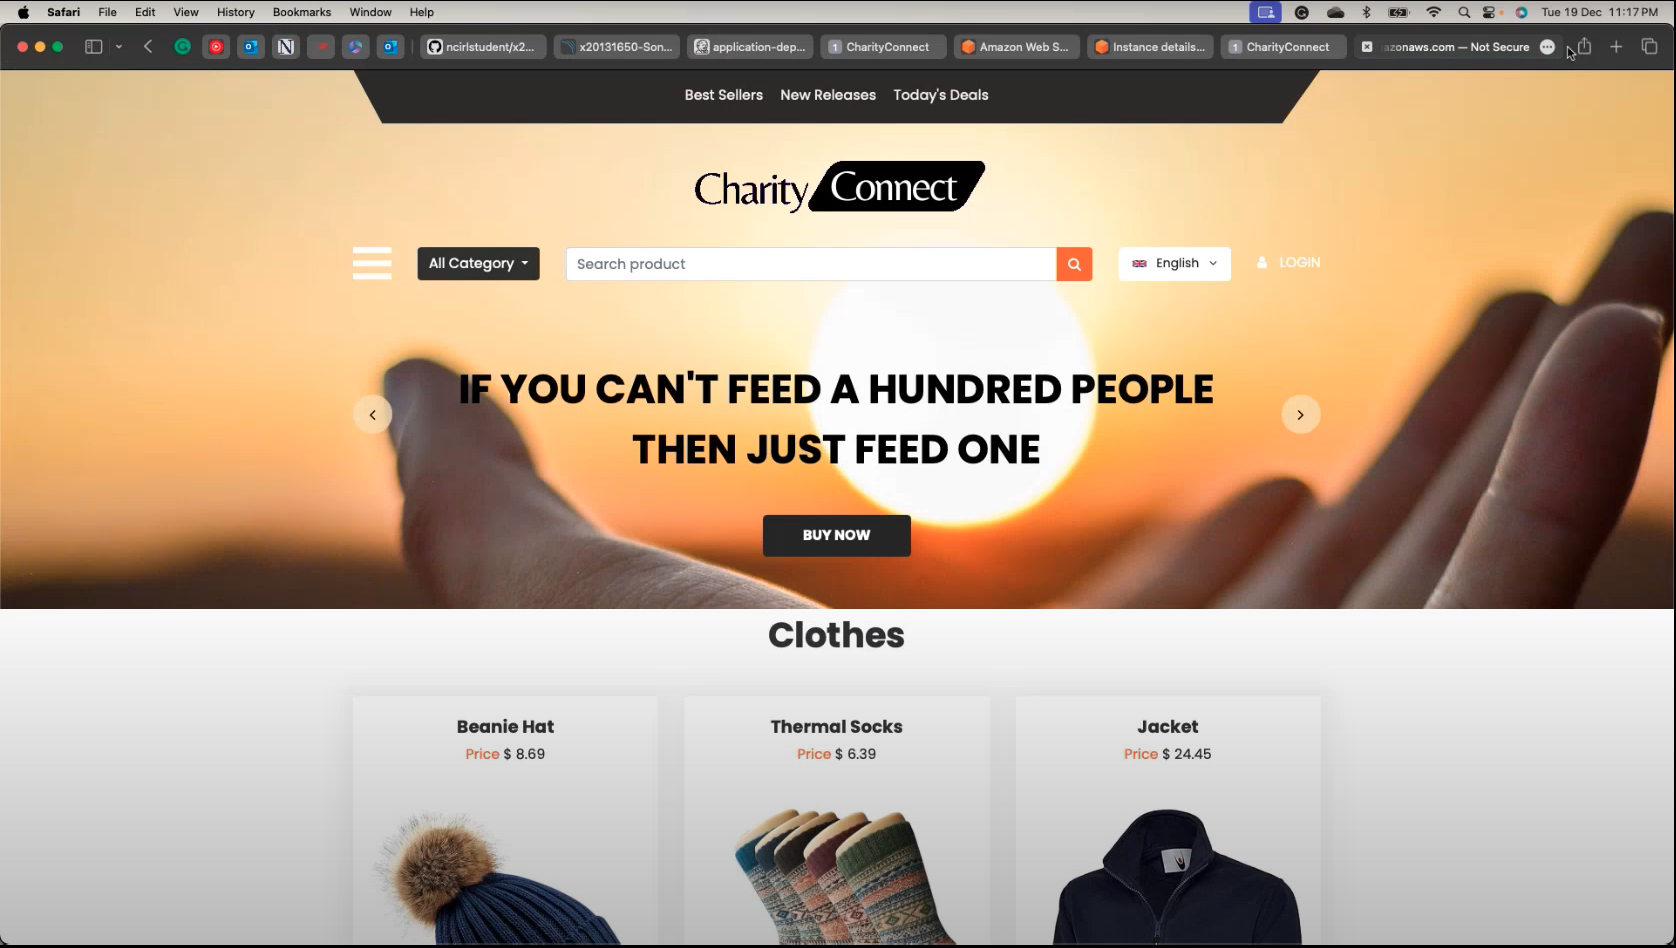 Safari File Edit View History Bookmarks Window Help Tue 19 Dec 11:17 PM
ncirlstudent/x2... x20131650-Son... application-dep... 1 CharityConnect Amazon Web S... Instance details... 1 CharityConnect azonaws.com — Not Secure
Best Sellers New Releases Today's Deals
Charity Connect
All Category Search product English LOGIN
IF YOU CAN'T FEED A HUNDRED PEOPLE
THEN JUST FEED ONE
BUY NOW
Clothes
Beanie Hat Thermal Socks Jacket
Price $ 8.69 Price $ 6.39 Price $ 24.45